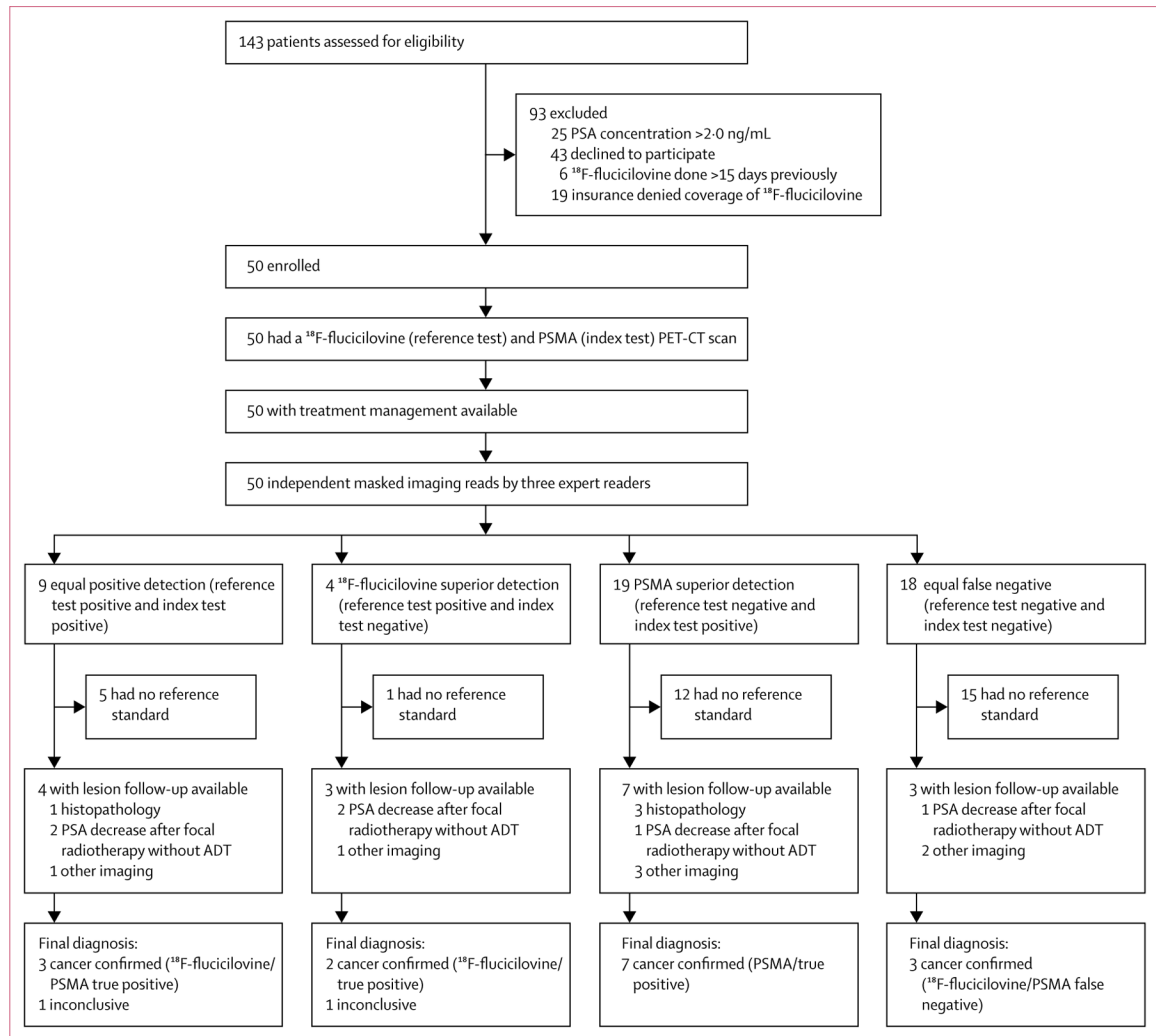 143 patients assessed for eligibility
93 excluded
25 PSA concentration >2·0 ng/mL
43 declined to participate
6 ¹⁸F-flucicilovine done >15 days previously
19 insurance denied coverage of ¹⁸F-flucicilovine
50 enrolled
50 had a ¹⁸F-flucicilovine (reference test) and PSMA (index test) PET-CT scan
50 with treatment management available
50 independent masked imaging reads by three expert readers
9 equal positive detection (reference
test positive and index test
positive)
4 ¹⁸F-flucicilovine superior detection
(reference test positive and index
test negative)
19 PSMA superior detection
(reference test negative and
index test positive)
18 equal false negative
(reference test negative and
index test negative)
5 had no reference
standard
1 had no reference
standard
12 had no reference
standard
15 had no reference
standard
4 with lesion follow-up available
1 histopathology
2 PSA decrease after focal
radiotherapy without ADT
1 other imaging
3 with lesion follow-up available
2 PSA decrease after focal
radiotherapy without ADT
1 other imaging
7 with lesion follow-up available
3 histopathology
1 PSA decrease after focal
radiotherapy without ADT
3 other imaging
3 with lesion follow-up available
1 PSA decrease after focal
radiotherapy without ADT
2 other imaging
Final diagnosis:
3 cancer confirmed (¹⁸F-flucicilovine/
PSMA true positive)
1 inconclusive
Final diagnosis:
2 cancer confirmed (¹⁸F-flucicilovine/
true positive)
1 inconclusive
Final diagnosis:
7 cancer confirmed (PSMA/true
positive)
Final diagnosis:
3 cancer confirmed
(¹⁸F-flucicilovine/PSMA false
negative)